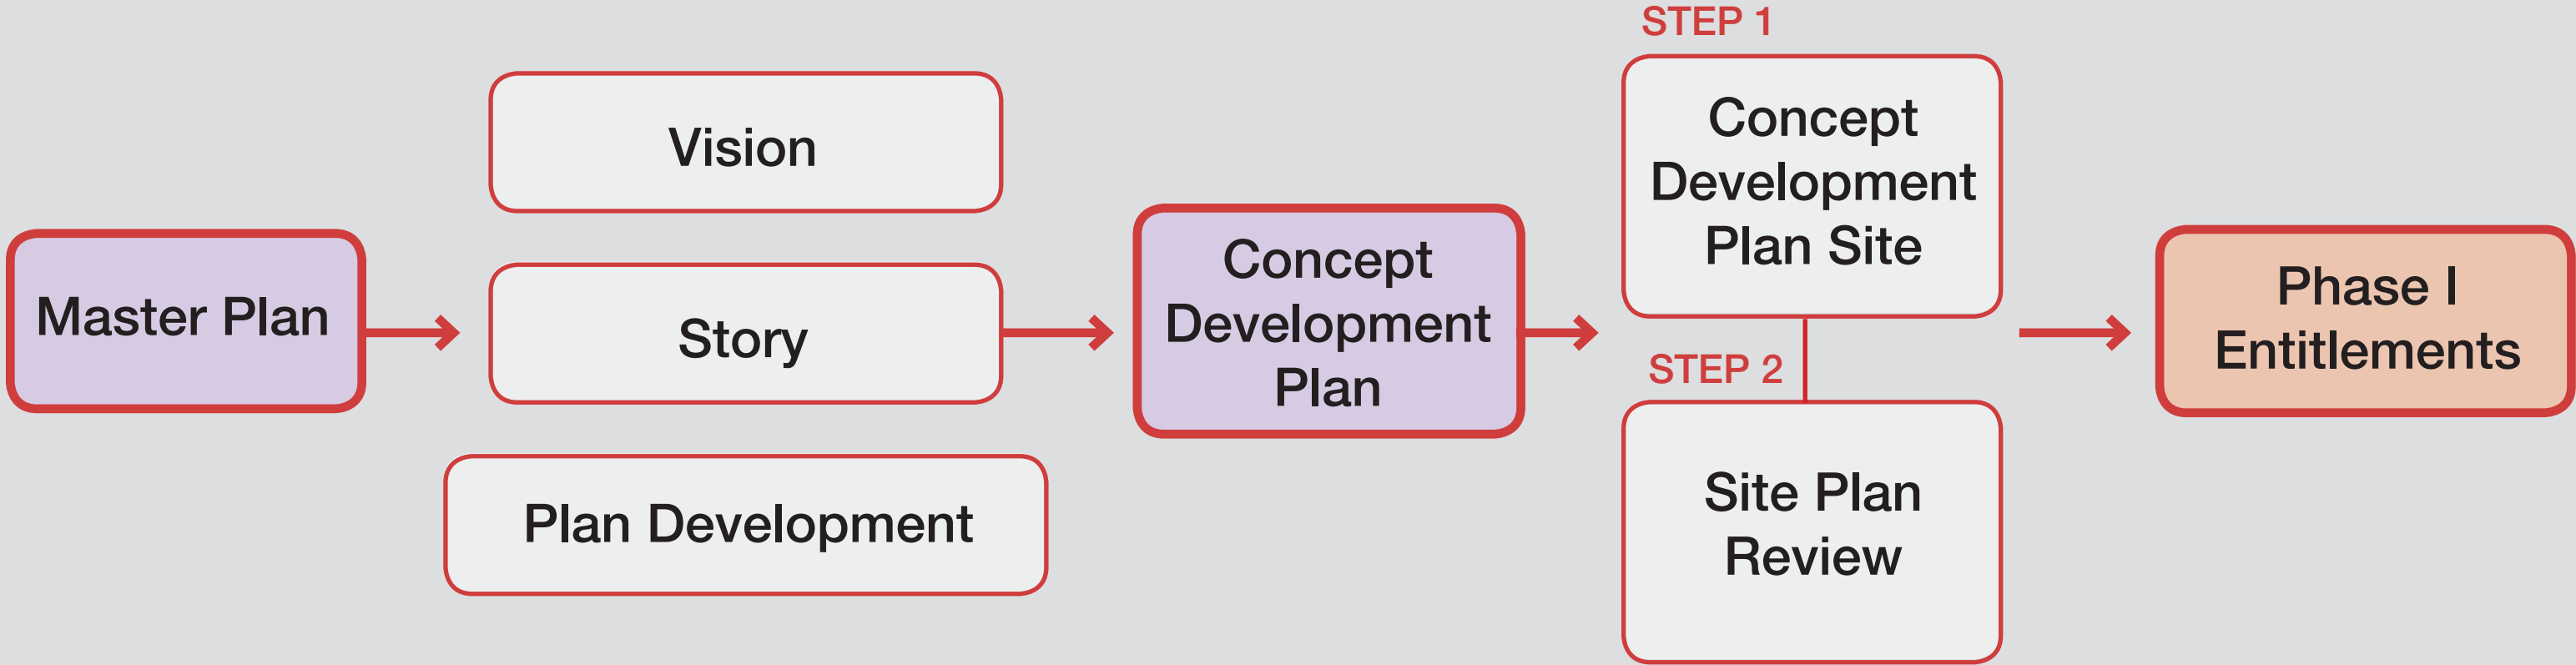 Master Plan
Vision
Story
Plan Development
Concept
Development
Plan
STEP 1
Concept
Development
Plan Site
STEP 2
Site Plan
Review
Phase I
Entitlements